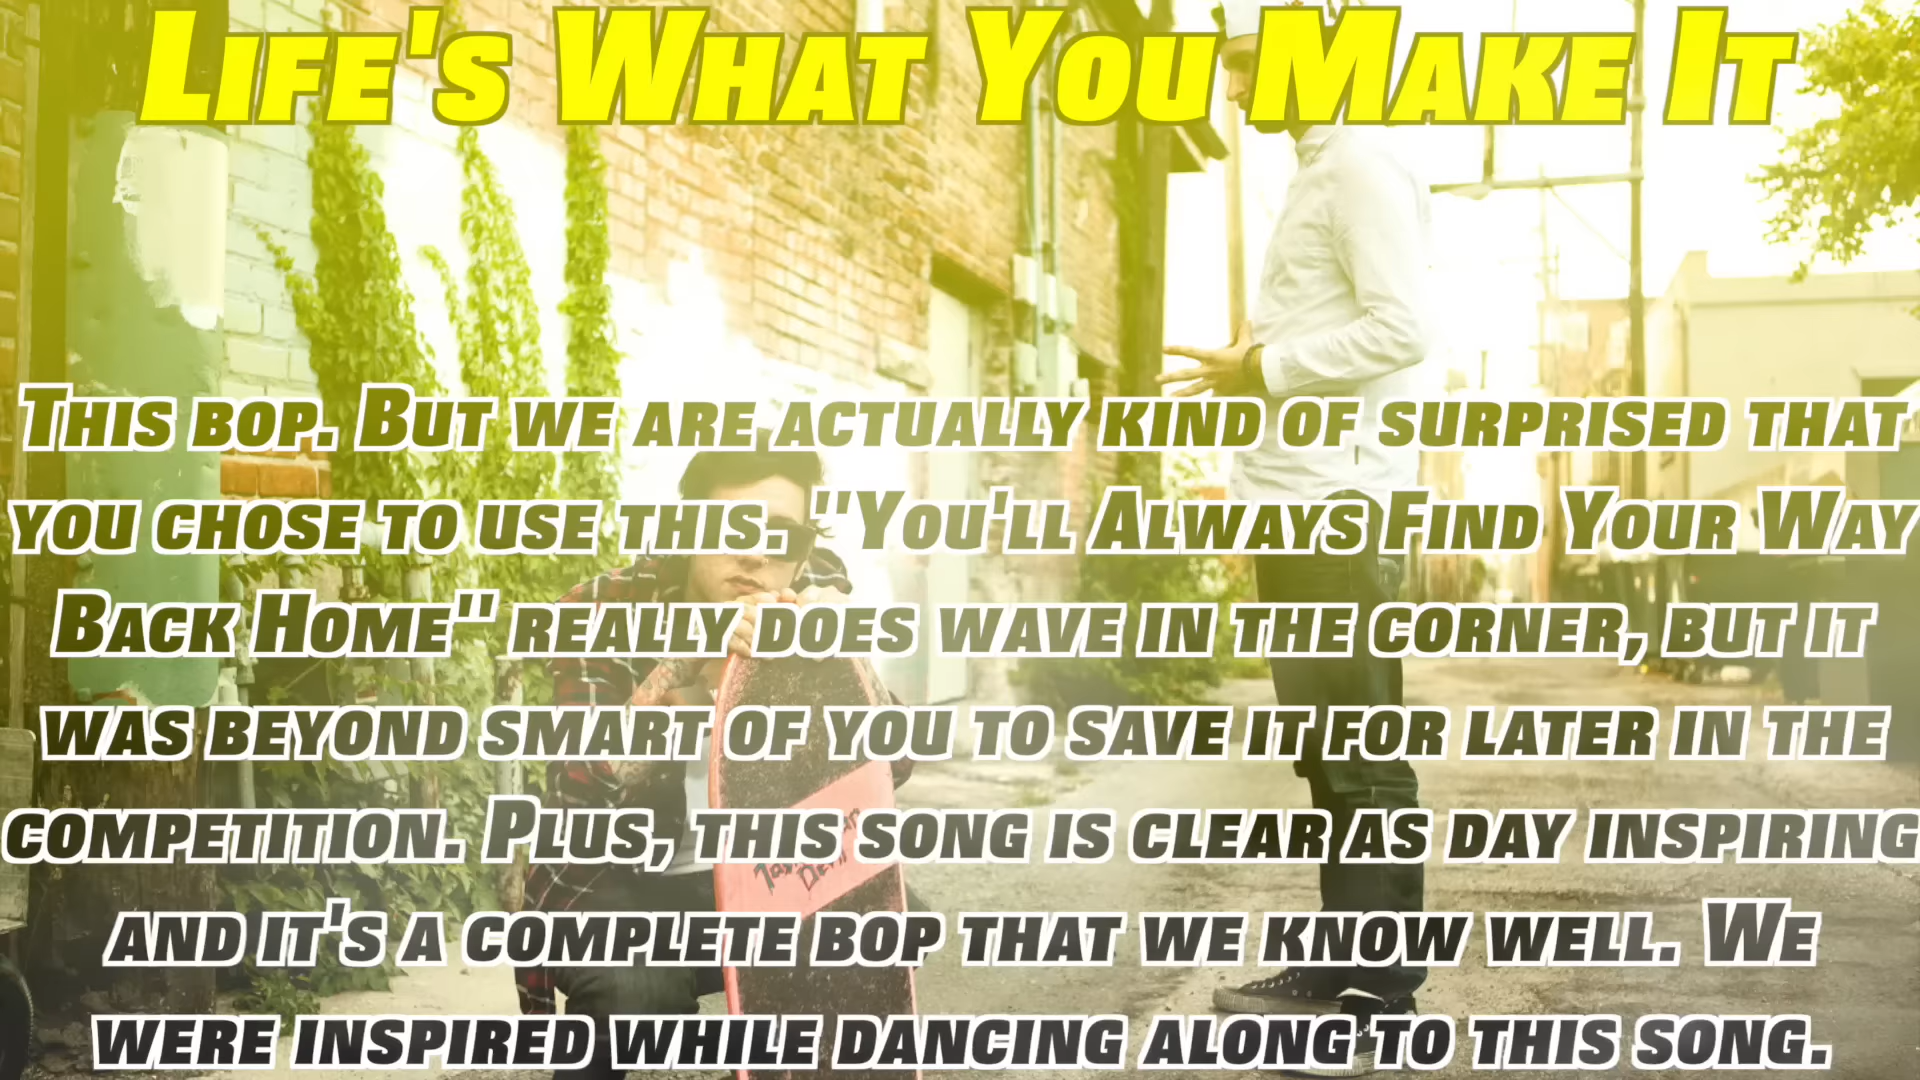 Life's What You Make It
This bop. But we are actually kind of surprised that
you chose to use this. "You'll Always Find Your Way
Back Home" really does wave in the corner, but it
was beyond smart of you to save it for later in the
competition. Plus, this song is clear as day inspiring
and it's a complete bop that we know well. We
were inspired while dancing along to this song.